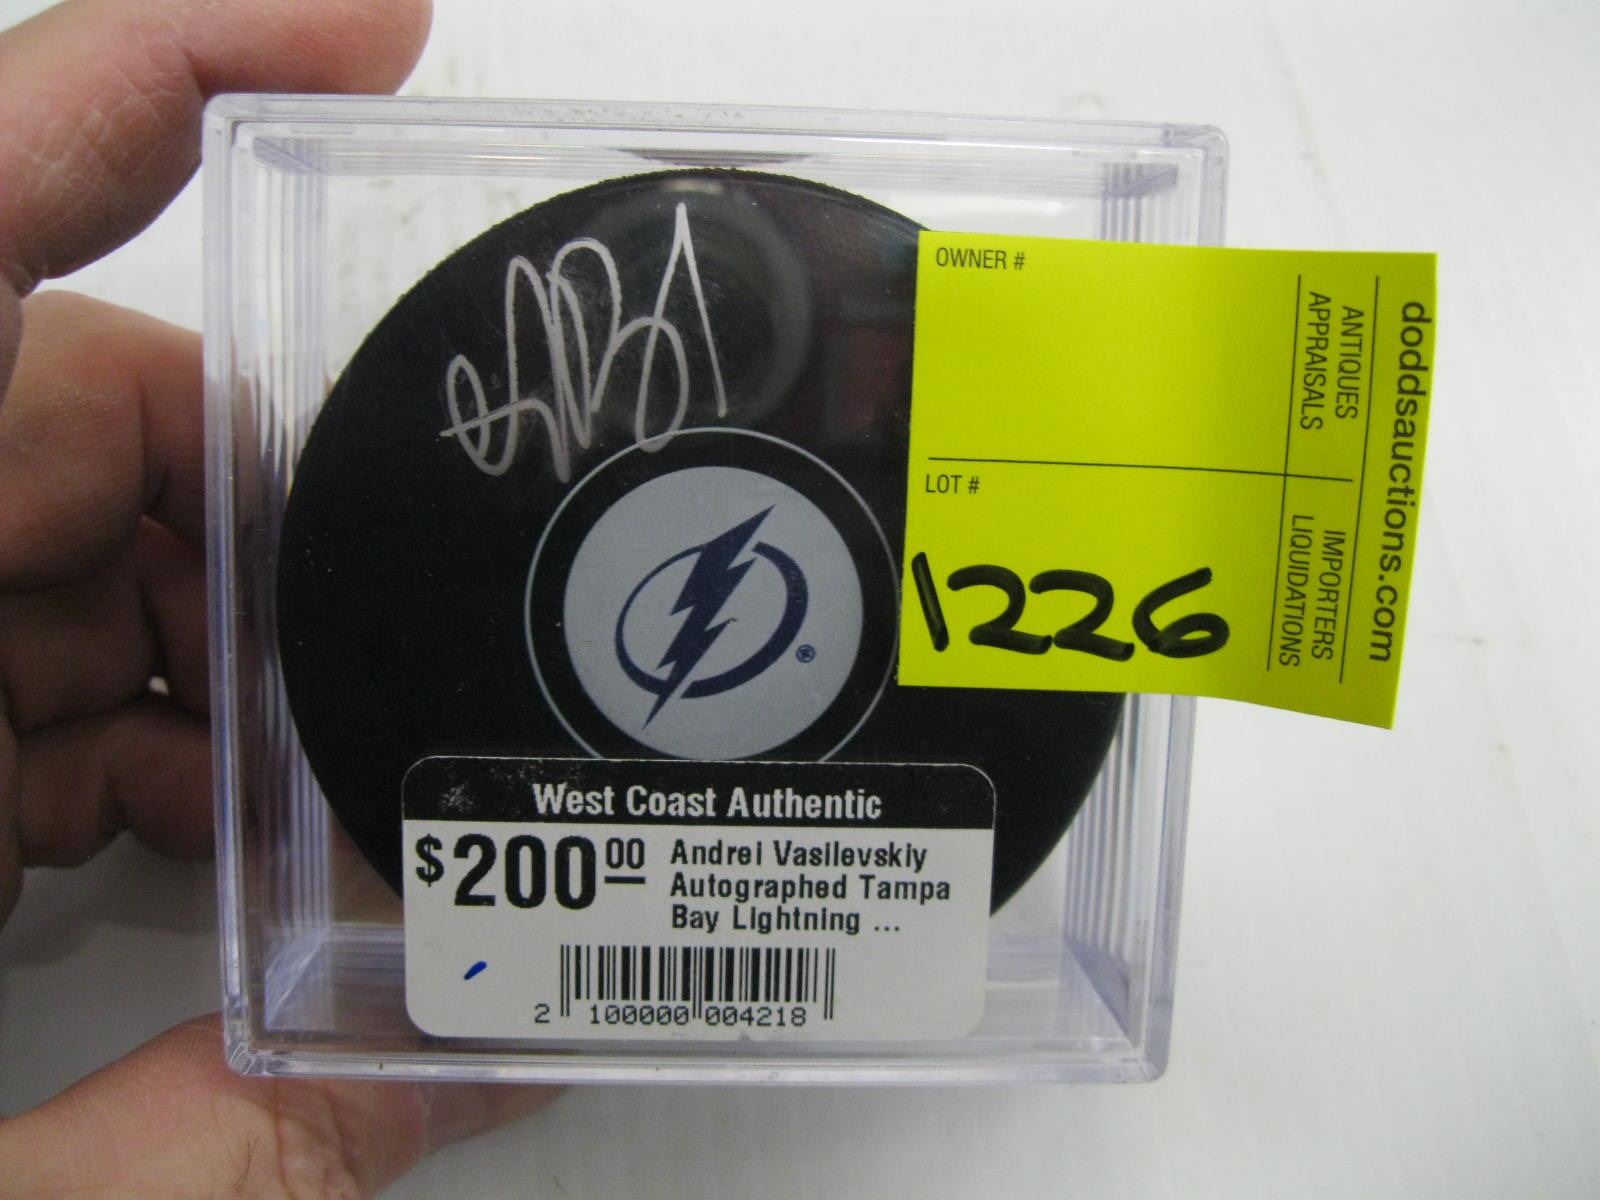 OWNER #
LOT #
1226
doddsauctions.com
ANTIQUES
APPRAISALS
IMPORTERS
LIQUIDATIONS
®
West Coast Authentic
$200.00
Andrei Vasilevskiy
Autographed Tampa
Bay Lightning ...
2 100000 004218